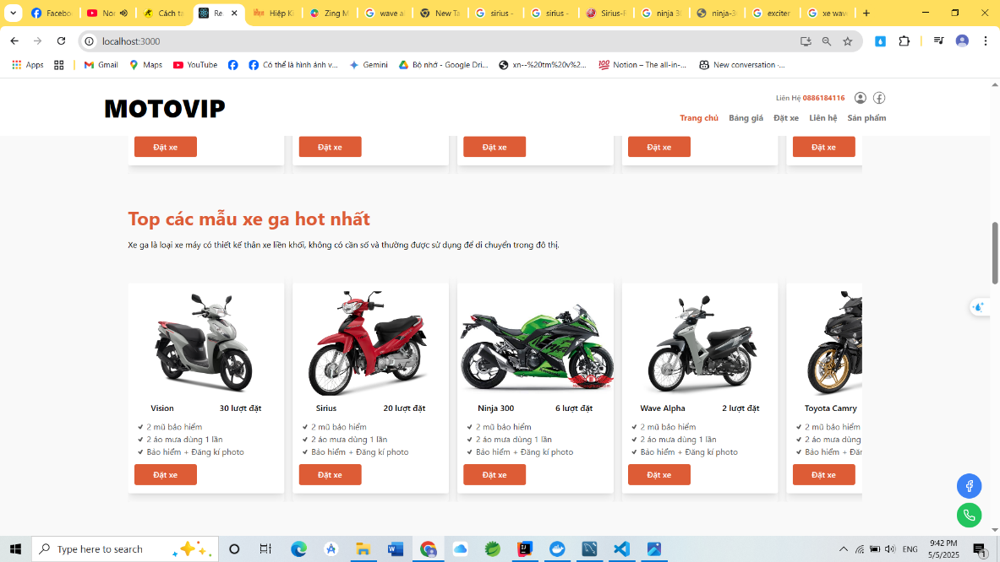 Facebo
Nor
Cách ta
Re
Hiệp Kí
Zing M
wave al
New Ta
sirius -
sirius -
Sirius-F
ninja 30
ninja-30
exciter
xe wave
localhost:3000
Apps
Gmail
Maps
YouTube
Có thể là hình ảnh v...
Gemini
Bộ nhớ - Google Dri...
xn--%20tm%20v%2...
Notion – The all-in-...
New conversation ·...
MOTOVIP
Liên Hệ 0886184116
Trang chủ Bảng giá Đặt xe Liên hệ Sản phẩm
Đặt xe Đặt xe Đặt xe Đặt xe Đặt xe
Top các mẫu xe ga hot nhất
Xe ga là loại xe máy có thiết kế thân xe liền khối, không có cần số và thường được sử dụng để di chuyển trong đô thị.
Vision 30 lượt đặt
2 mũ bảo hiểm
2 áo mưa dùng 1 lần
Bảo hiểm + Đăng kí photo
Đặt xe
Sirius 20 lượt đặt
2 mũ bảo hiểm
2 áo mưa dùng 1 lần
Bảo hiểm + Đăng kí photo
Đặt xe
Ninja 300 6 lượt đặt
2 mũ bảo hiểm
2 áo mưa dùng 1 lần
Bảo hiểm + Đăng kí photo
Đặt xe
Wave Alpha 2 lượt đặt
2 mũ bảo hiểm
2 áo mưa dùng 1 lần
Bảo hiểm + Đăng kí photo
Đặt xe
Toyota Camry
2 mũ bảo hiểm
2 áo mưa dùng
Bảo hiểm + Đă
Đặt xe
Type here to search
ENG
9:42 PM
5/5/2025
1